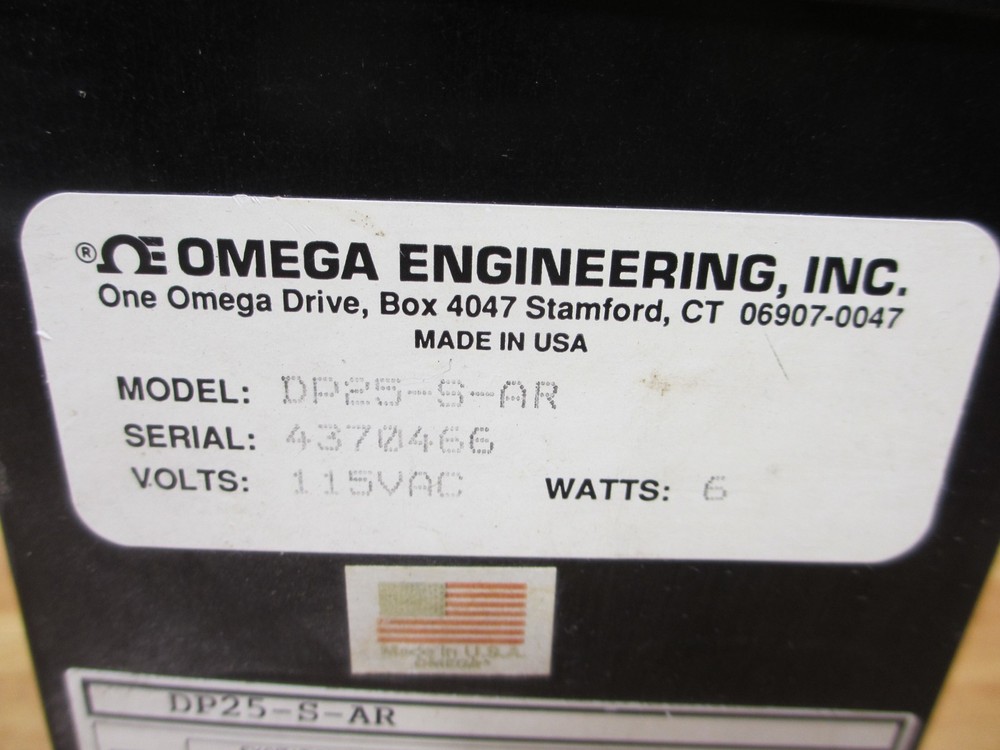 ® OMEGA ENGINEERING, INC.
One Omega Drive, Box 4047 Stamford, CT 06907-0047
MADE IN USA
MODEL: DP25-S-AR
SERIAL: 4370466
VOLTS: 115VAC WATTS: 6
Made in U.S.A.
OMEGA
DP25-S-AR